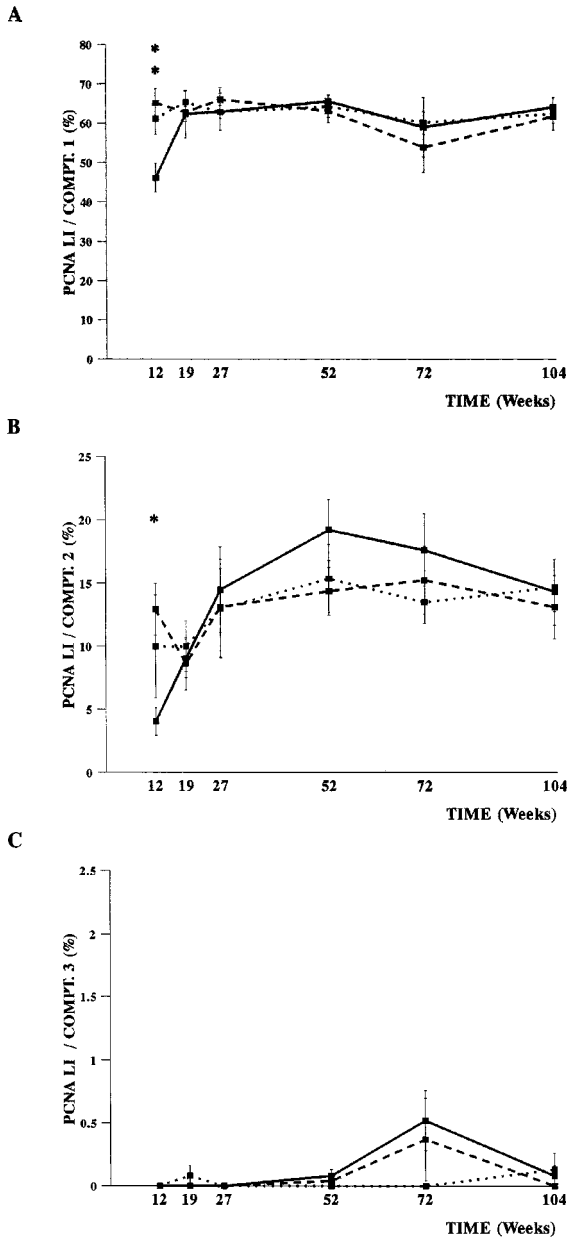 A
PCNA LI / COMPT. 1 (%)
80
70
60
50
40
30
20
10
0
*
*
12 19 27 52 72 104
TIME (Weeks)
B
PCNA LI / COMPT. 2 (%)
25
20
15
10
5
0
*
12 19 27 52 72 104
TIME (Weeks)
C
PCNA LI / COMPT. 3 (%)
2.5
2
1.5
1
0.5
0
12 19 27 52 72 104
TIME (Weeks)